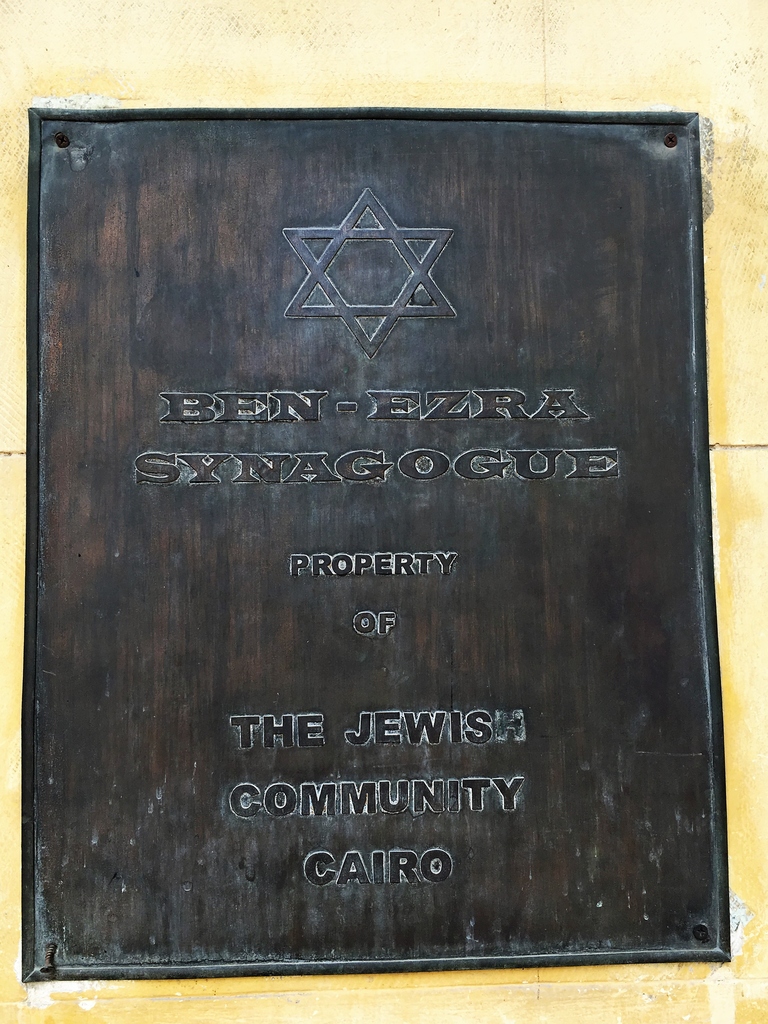 BEN-EZRA
SYNAGOGUE
PROPERTY
OF
THE JEWISH
COMMUNITY
CAIRO